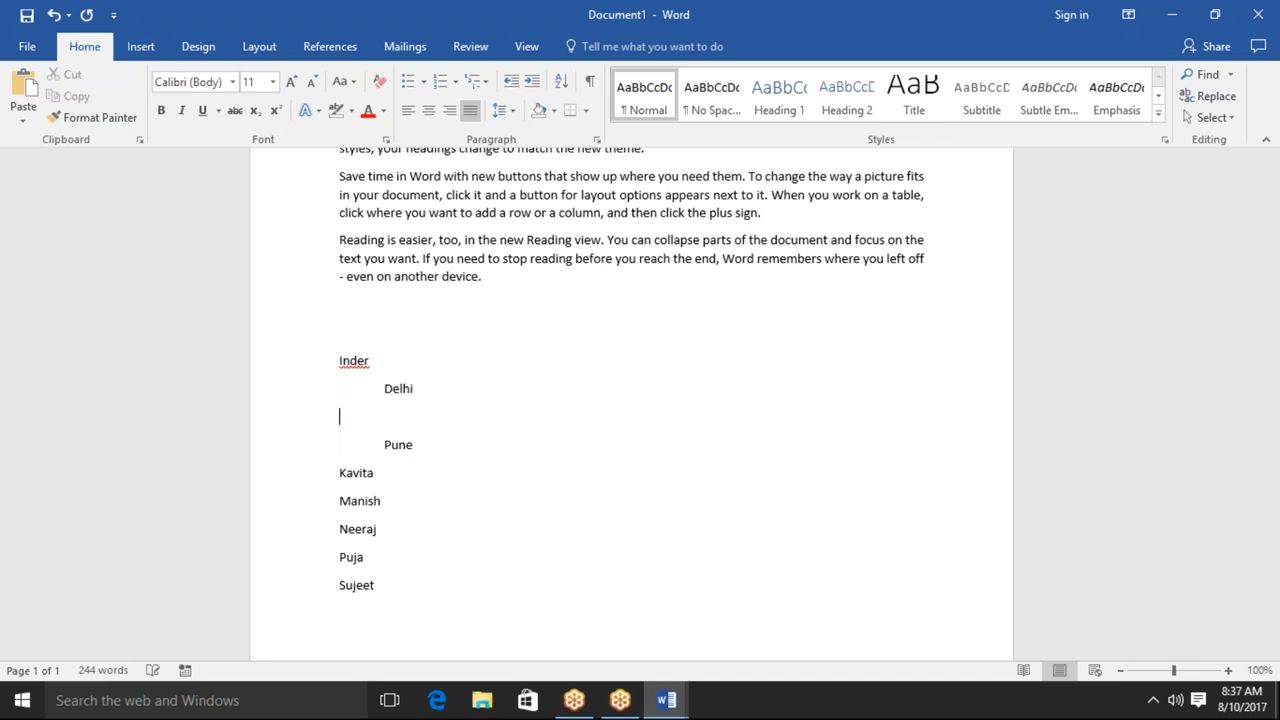 Document1 - Word
Sign in
File
Home
Insert
Design
Layout
References
Mailings
Review
View
Tell me what you want to do
Share
Paste
Cut
Copy
Format Painter
Clipboard
Calibri (Body)
11
Font
Paragraph
AaBbCcDc
¶ Normal
AaBbCcDc
¶ No Spac...
AaBbCc
Heading 1
AaBbCcE
Heading 2
AaB
Title
AaBbCcD
Subtitle
AaBbCcDc
Subtle Em...
AaBbCcDc
Emphasis
Styles
Find
Replace
Select
Editing
styles, your headings change to match the new theme.
Save time in Word with new buttons that show up where you need them. To change the way a picture fits
in your document, click it and a button for layout options appears next to it. When you work on a table,
click where you want to add a row or a column, and then click the plus sign.
Reading is easier, too, in the new Reading view. You can collapse parts of the document and focus on the
text you want. If you need to stop reading before you reach the end, Word remembers where you left off
- even on another device.
Inder
Delhi
Pune
Kavita
Manish
Neeraj
Puja
Sujeet
Page 1 of 1
244 words
100%
Search the web and Windows
8:37 AM
8/10/2017